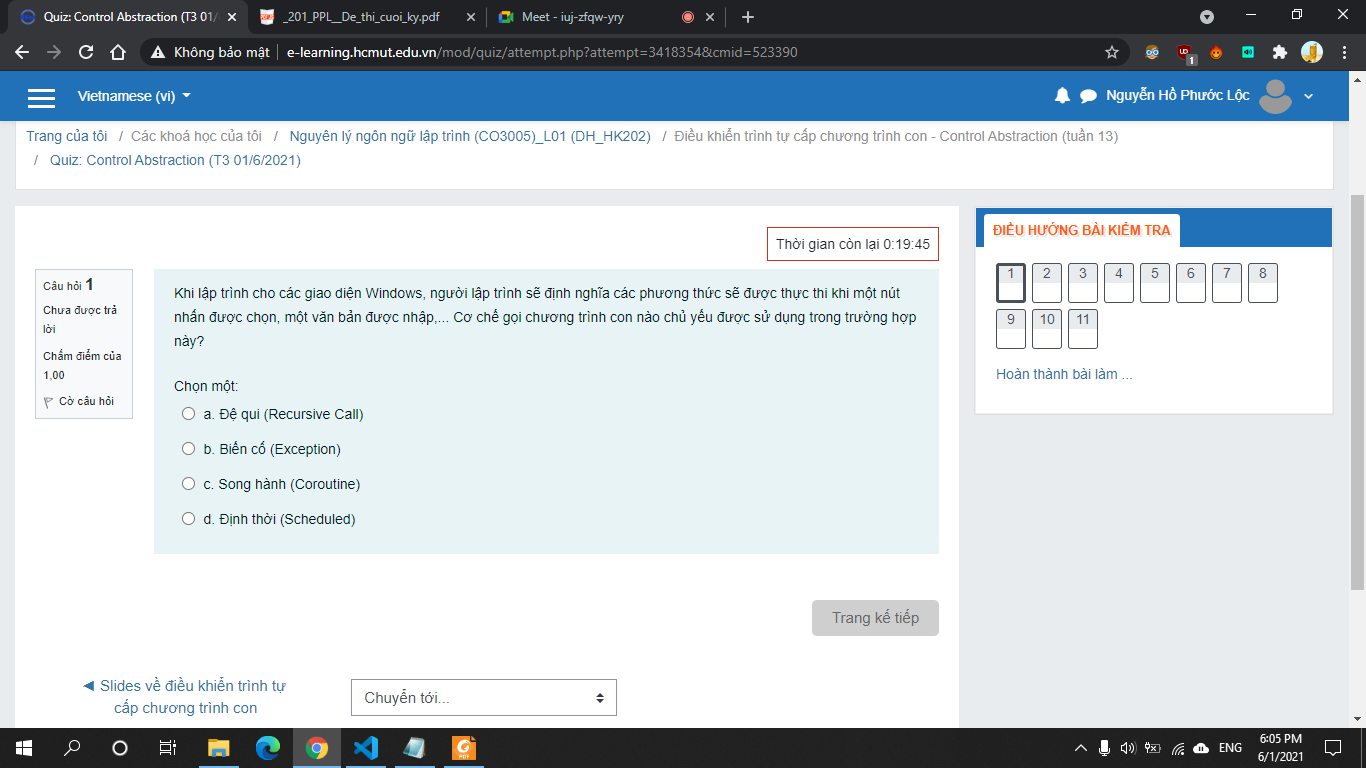 Quiz: Control Abstraction (T3 01/
_201_PPL__De_thi_cuoi_ky.pdf
Meet - iuj-zfqw-yry
Không bảo mật
e-learning.hcmut.edu.vn/mod/quiz/attempt.php?attempt=3418354&cmid=523390
1
Vietnamese (vi)
Nguyễn Hồ Phước Lộc
Trang của tôi / Các khoá học của tôi / Nguyên lý ngôn ngữ lập trình (CO3005)_L01 (DH_HK202) / Điều khiển trình tự cấp chương trình con - Control Abstraction (tuần 13)
/ Quiz: Control Abstraction (T3 01/6/2021)
Thời gian còn lại 0:19:45
Câu hỏi 1
Chưa được trả
lời
Chấm điểm của
1,00
Cờ câu hỏi
Khi lập trình cho các giao diện Windows, người lập trình sẽ định nghĩa các phương thức sẽ được thực thi khi một nút
nhấn được chọn, một văn bản được nhập,... Cơ chế gọi chương trình con nào chủ yếu được sử dụng trong trường hợp
này?
Chọn một:
a. Đệ qui (Recursive Call)
b. Biến cố (Exception)
c. Song hành (Coroutine)
d. Định thời (Scheduled)
Trang kế tiếp
◄ Slides về điều khiển trình tự
cấp chương trình con
Chuyển tới...
ĐIỀU HƯỚNG BÀI KIỂM TRA
1 2 3 4 5 6 7 8
9 10 11
Hoàn thành bài làm ...
ENG
6:05 PM
6/1/2021